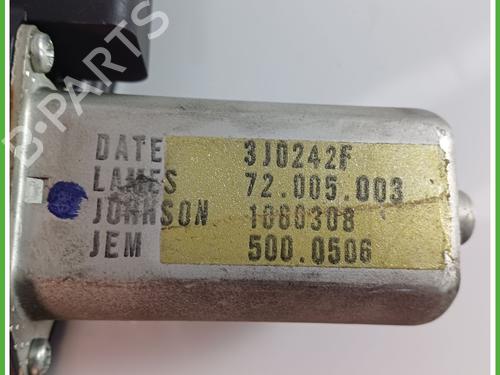 B-PARTS
DATE 3J0242F
LAMES 72.005.003
JOHNSON 1080308
JEM 500.0506